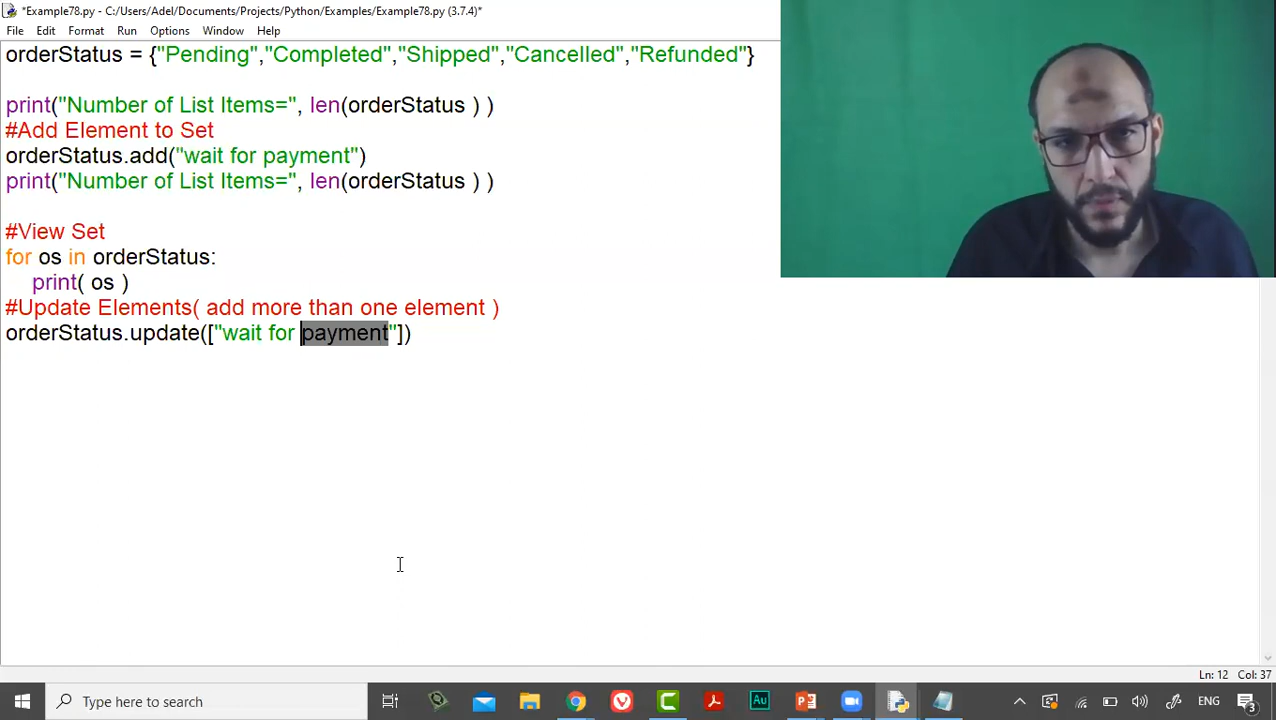 *Example78.py - C:/Users/Adel/Documents/Projects/Python/Examples/Example78.py (3.7.4)*
File Edit Format Run Options Window Help
orderStatus = {"Pending","Completed","Shipped","Cancelled","Refunded"}
print("Number of List Items=", len(orderStatus ) )
#Add Element to Set
orderStatus.add("wait for payment")
print("Number of List Items=", len(orderStatus ) )
#View Set
for os in orderStatus:
print( os )
#Update Elements( add more than one element )
orderStatus.update(["wait for payment"])
Ln: 12 Col: 37
Type here to search
Au
ENG
3